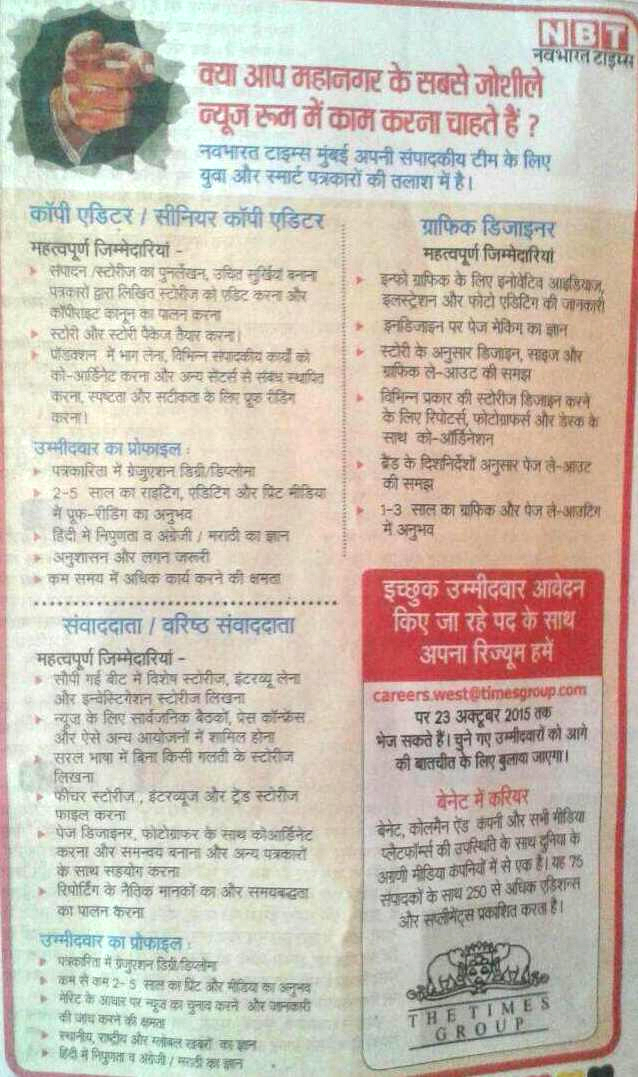 NBT
नवभारत टाइम्स
क्या आप महानगर के सबसे जोशीले
न्यूज रूम में काम करना चाहते हैं ?
नवभारत टाइम्स मुंबई अपनी संपादकीय टीम के लिए
युवा और स्मार्ट पत्रकारों की तलाश में है।
कॉपी एडिटर / सीनियर कॉपी एडिटर
महत्वपूर्ण जिम्मेदारियां -
संपादन /स्टोरीज का पुनर्लेखन, उचित सुर्खियां बनाना
पत्रकारों द्वारा लिखित स्टोरीज को एडिट करना और
कॉपीराइट कानून का पालन करना
स्टोरी और स्टोरी पैकेज तैयार करना।
प्रॉडक्शन में भाग लेना, विभिन्न संपादकीय कार्यों को
को-आर्डिनेट करना और अन्य सेंटर्स से संबंध स्थापित
करना, स्पष्टता और सटीकता के लिए प्रूफ रीडिंग
करना।
उम्मीदवार का प्रोफाइल :
पत्रकारिता में ग्रेजुएशन डिग्री/डिप्लोमा
2-5 साल का राइटिंग, एडिटिंग और प्रिंट मीडिया
में प्रूफ-रीडिंग का अनुभव
हिंदी में निपुणता व अंग्रेजी / मराठी का ज्ञान
अनुशासन और लगन जरूरी
कम समय में अधिक कार्य करने की क्षमता
संवाददाता / वरिष्ठ संवाददाता
महत्वपूर्ण जिम्मेदारियां -
सौंपी गई बीट में विशेष स्टोरीज, इंटरव्यू लेना
और इन्वेस्टिगेशन स्टोरीज लिखना
न्यूज के लिए सार्वजनिक बैठकों, प्रेस कॉन्फ्रेंस
और ऐसे अन्य आयोजनों में शामिल होना
सरल भाषा में बिना किसी गलती के स्टोरीज
लिखना
फीचर स्टोरीज , इंटरव्यूज और ट्रेंड स्टोरीज
फाइल करना
पेज डिजाइनर, फोटोग्राफर के साथ कोआर्डिनेट
करना और समन्वय बनाना और अन्य पत्रकारों
के साथ सहयोग करना
रिपोर्टिंग के नैतिक मानकों का और समयबद्धता
का पालन करना
उम्मीदवार का प्रोफाइल :
पत्रकारिता में ग्रेजुएशन डिग्री/डिप्लोमा
कम से कम 2- 5 साल का प्रिंट और मीडिया का अनुभव
मेरिट के आधार पर न्यूज का चुनाव करने और जानकारी
की जांच करने की क्षमता
स्थानीय, राष्ट्रीय और ग्लोबल खबरों का ज्ञान
हिंदी में निपुणता व अंग्रेजी / मराठी का ज्ञान
ग्राफिक डिजाइनर
महत्वपूर्ण जिम्मेदारियां
इन्फो ग्राफिक के लिए इनोवेटिव आइडियाज,
इलस्ट्रेशन और फोटो एडिटिंग की जानकारी
इनडिजाइन पर पेज मेकिंग का ज्ञान
स्टोरी के अनुसार डिजाइन, साइज और
ग्राफिक ले-आउट की समझ
विभिन्न प्रकार की स्टोरीज डिजाइन करने
के लिए रिपोर्टर्स, फोटोग्राफर्स और डेस्क के
साथ को-ऑर्डिनेशन
ब्रैंड के दिशनिर्देशों अनुसार पेज ले-आउट
की समझ
1-3 साल का ग्राफिक और पेज ले-आउटिंग
में अनुभव
इच्छुक उम्मीदवार आवेदन
किए जा रहे पद के साथ
अपना रिज्यूम हमें
careers.west@timesgroup.com
पर 23 अक्टूबर 2015 तक
भेज सकते हैं। चुने गए उम्मीदवारों को आगे
की बातचीत के लिए बुलाया जाएगा।
बेनेट में करियर
बेनेट, कोलमैन ऐंड कंपनी और सभी मीडिया
प्लैटफॉर्म्स की उपस्थिति के साथ दुनिया के
अग्रणी मीडिया कंपनियों में से एक है। यह 75
संपादकों के साथ 250 से अधिक एडिशन्स
और सप्लीमेंट्स प्रकाशित करता है।
THE TIMES
GROUP